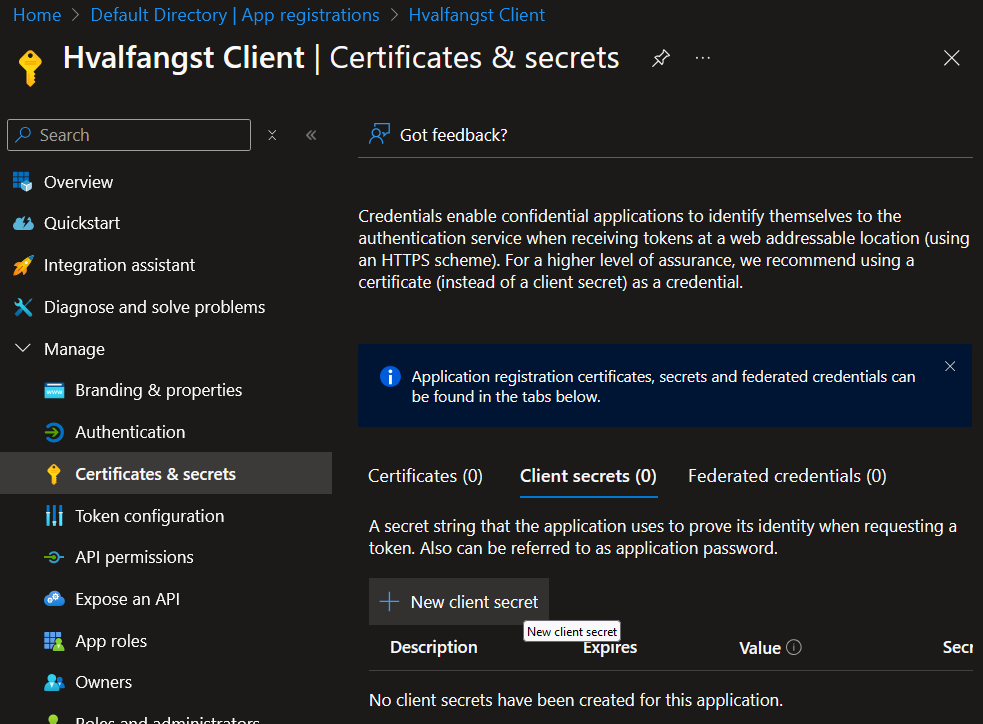 Home > Default Directory | App registrations > Hvalfangst Client
Hvalfangst Client | Certificates & secrets
Search
Got feedback?
Overview
Quickstart
Integration assistant
Diagnose and solve problems
Manage
Branding & properties
Authentication
Certificates & secrets
Token configuration
API permissions
Expose an API
App roles
Owners
Roles and administrators
Credentials enable confidential applications to identify themselves to the
authentication service when receiving tokens at a web addressable location (using
an HTTPS scheme). For a higher level of assurance, we recommend using a
certificate (instead of a client secret) as a credential.
Application registration certificates, secrets and federated credentials can
be found in the tabs below.
Certificates (0) Client secrets (0) Federated credentials (0)
A secret string that the application uses to prove its identity when requesting a
token. Also can be referred to as application password.
New client secret
New client secret
Description Expires Value Secr
No client secrets have been created for this application.